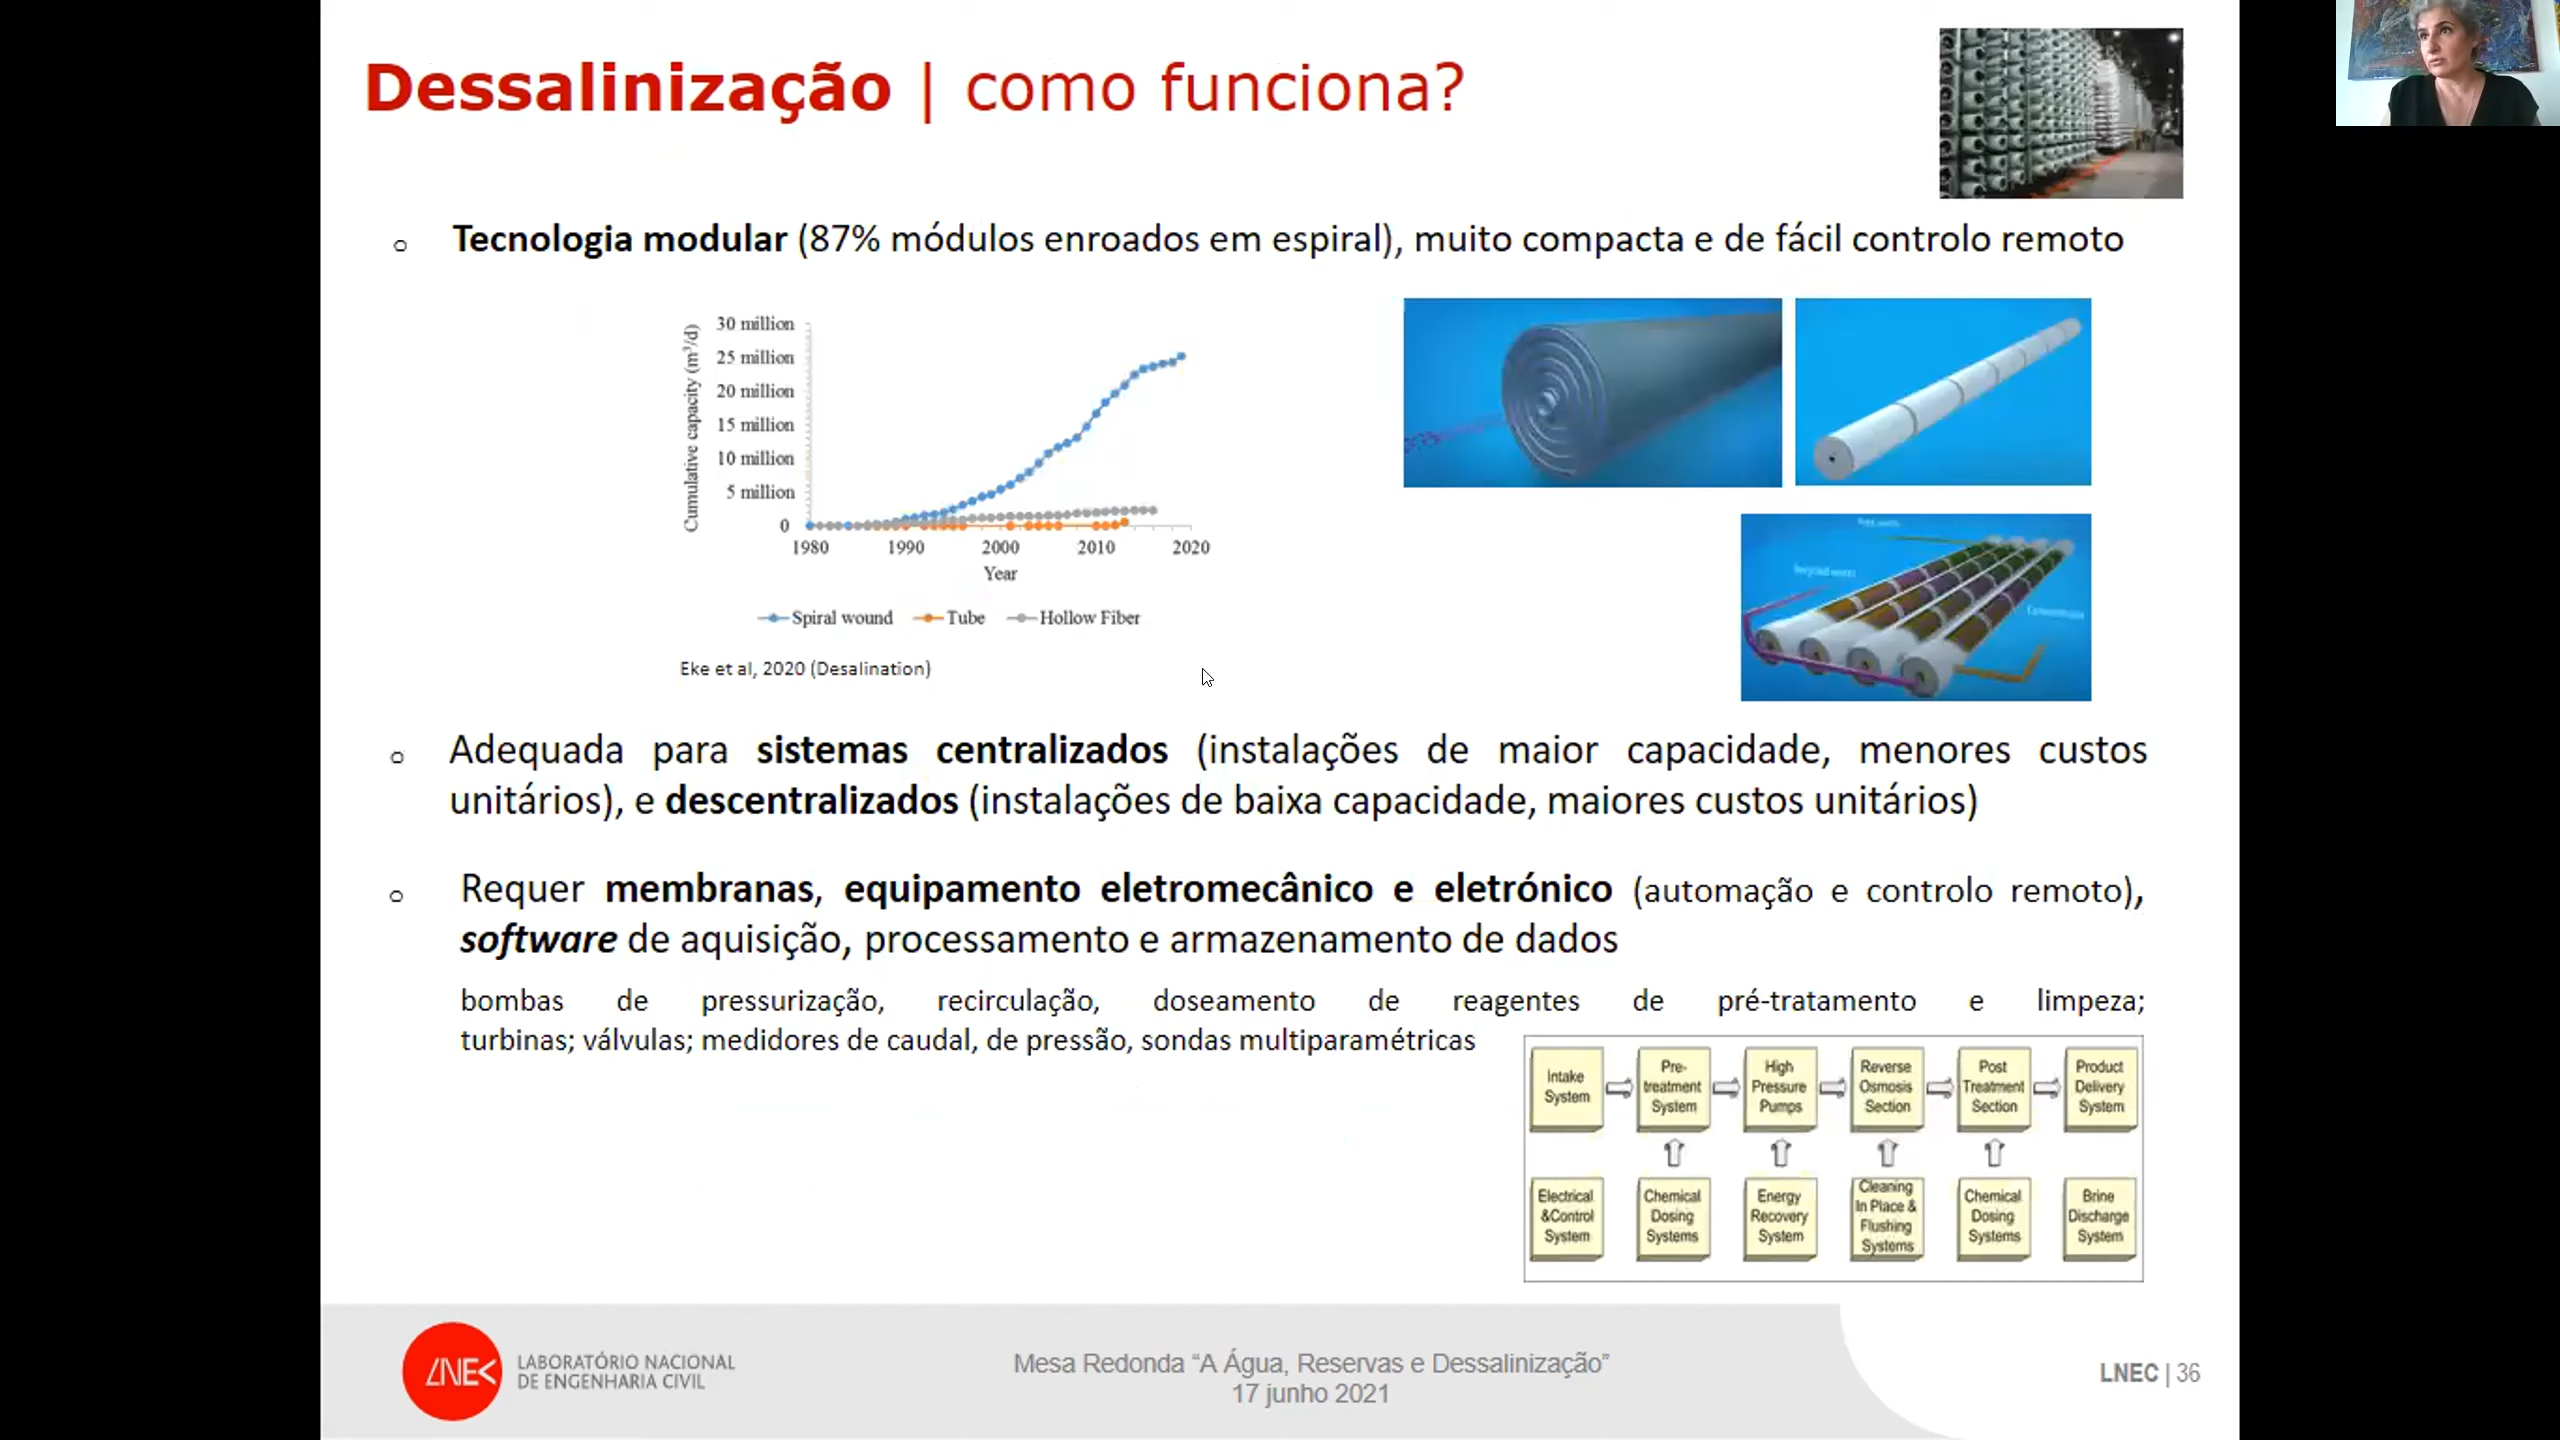 Dessalinização | como funciona?
Tecnologia modular (87% módulos enroados em espiral), muito compacta e de fácil controlo remoto
Cumulative capacity (m³/d)
30 million
25 million
20 million
15 million
10 million
5 million
0
1980 1990 2000 2010 2020
Year
Spiral wound Tube Hollow Fiber
Eke et al, 2020 (Desalination)
Adequada para sistemas centralizados (instalações de maior capacidade, menores custos
unitários), e descentralizados (instalações de baixa capacidade, maiores custos unitários)
Requer membranas, equipamento eletromecânico e eletrónico (automação e controlo remoto),
software de aquisição, processamento e armazenamento de dados
bombas de pressurização, recirculação, doseamento de reagentes de pré-tratamento e limpeza;
turbinas; válvulas; medidores de caudal, de pressão, sondas multiparamétricas
Intake
System
Pre-
treatment
System
High
Pressure
Pumps
Reverse
Osmosis
Section
Post
Treatment
Section
Product
Delivery
System
Electrical
&Control
System
Chemical
Dosing
Systems
Energy
Recovery
System
Cleaning
In Place &
Flushing
Systems
Chemical
Dosing
Systems
Brine
Discharge
System
LNEC
LABORATÓRIO NACIONAL
DE ENGENHARIA CIVIL
Mesa Redonda “A Água, Reservas e Dessalinização”
17 junho 2021
LNEC | 36